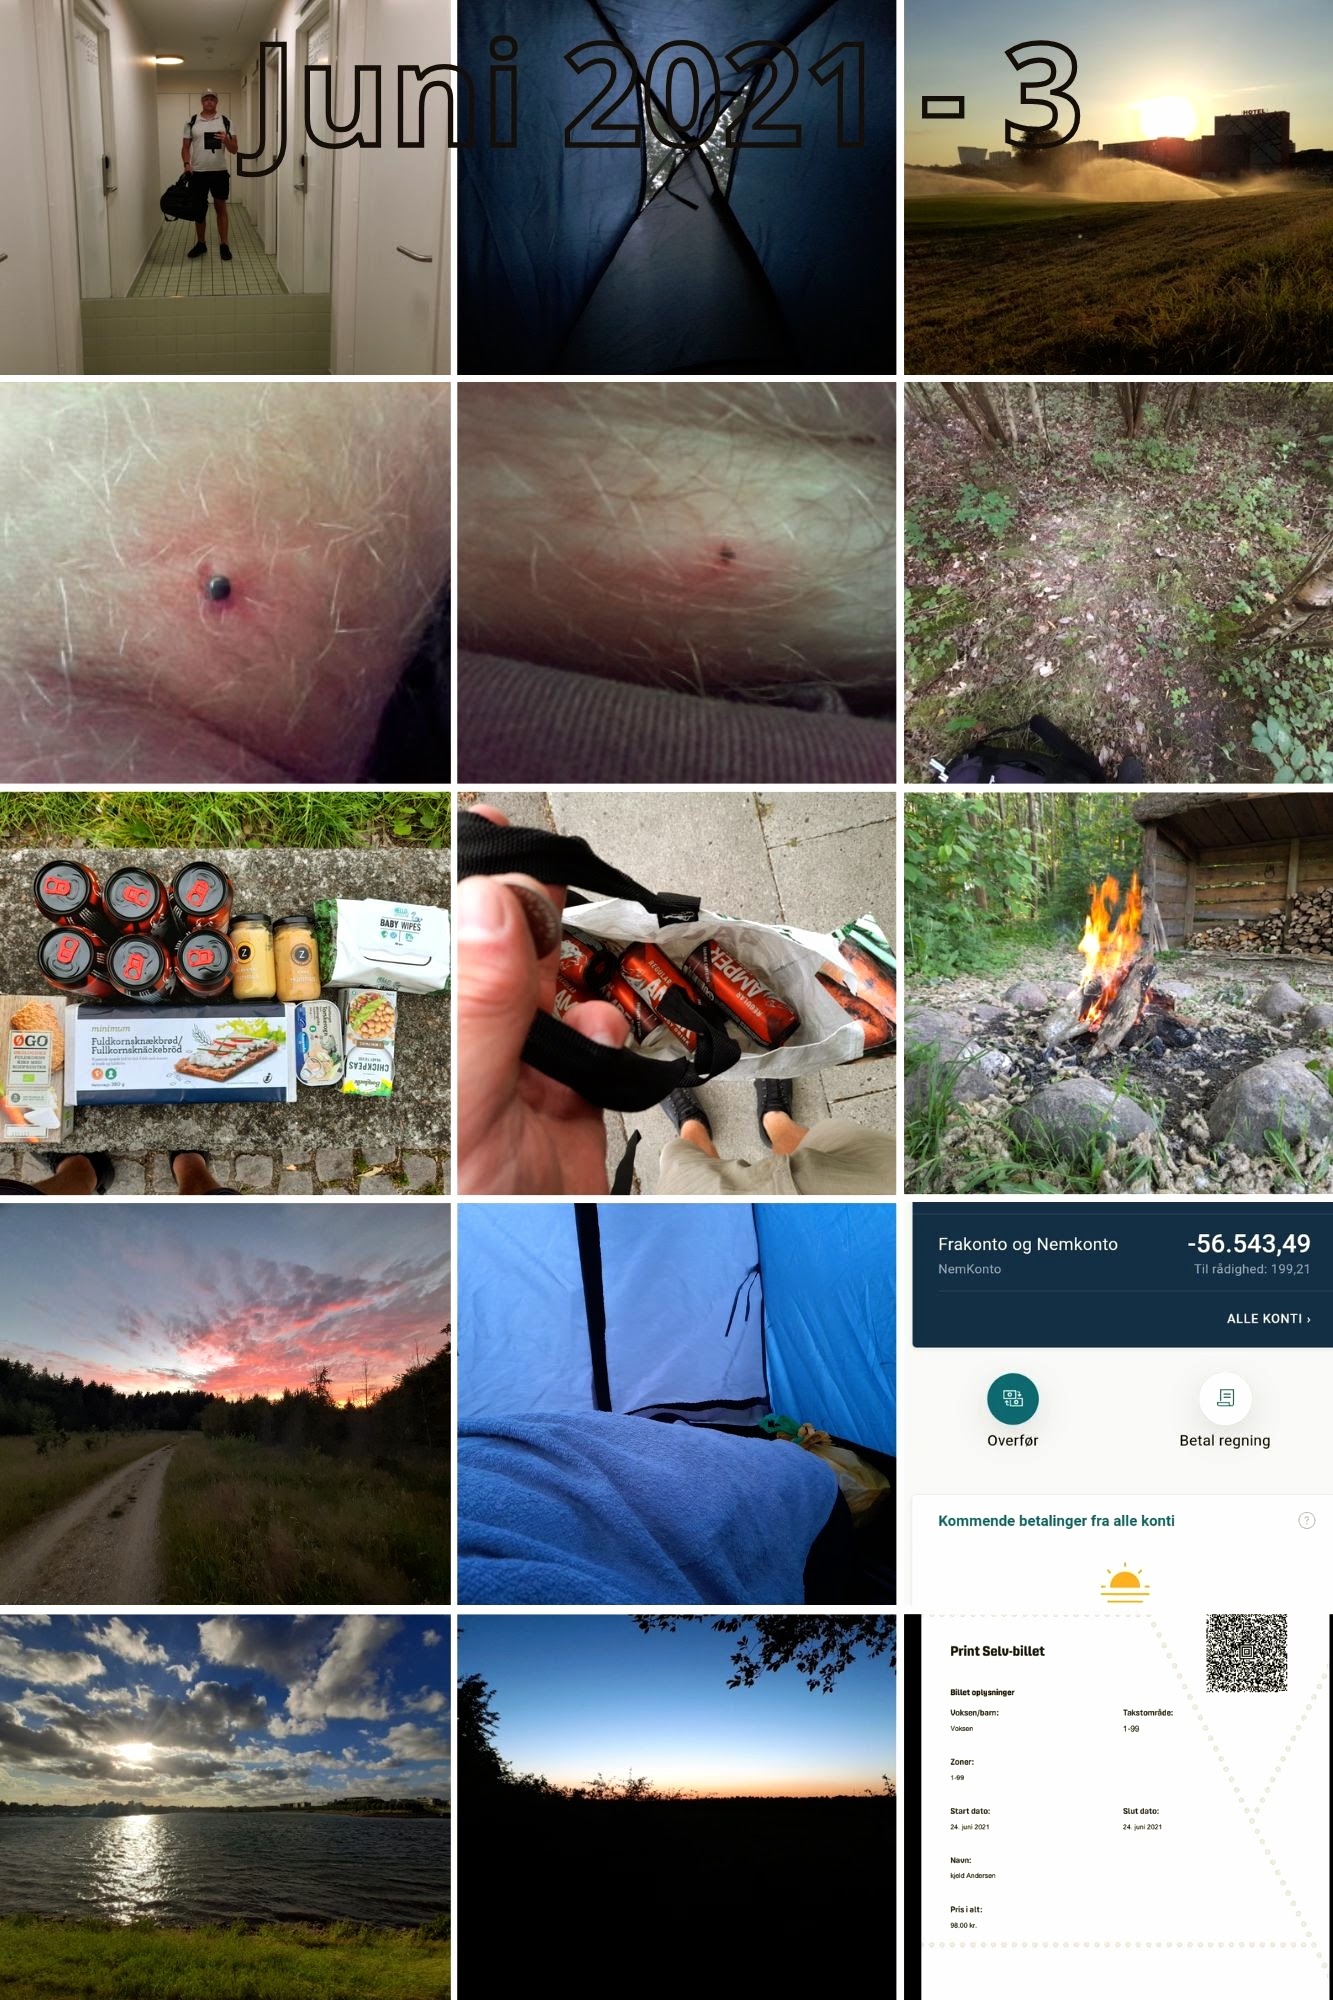 Juni 2021 - 3
HOTEL
BABY WIPES
minimum
Fuldkornsknækbrød/
Fullkornsknäckebröd
ØGO
CHICKPEAS
Bonduelle
REGULAR
Frakonto og Nemkonto
-56.543,49
NemKonto
Til rådighed: 199,21
ALLE KONTI ›
Overfør
Betal regning
Kommende betalinger fra alle konti
?
Print Selv-billet
Billet oplysninger
Voksen/barn:
Takstområde:
Voksen
1-99
Zoner:
1-99
Start dato:
Slut dato:
24. juni 2021
24. juni 2021
Navn:
kjeld Andersen
Pris i alt:
98.00 kr.